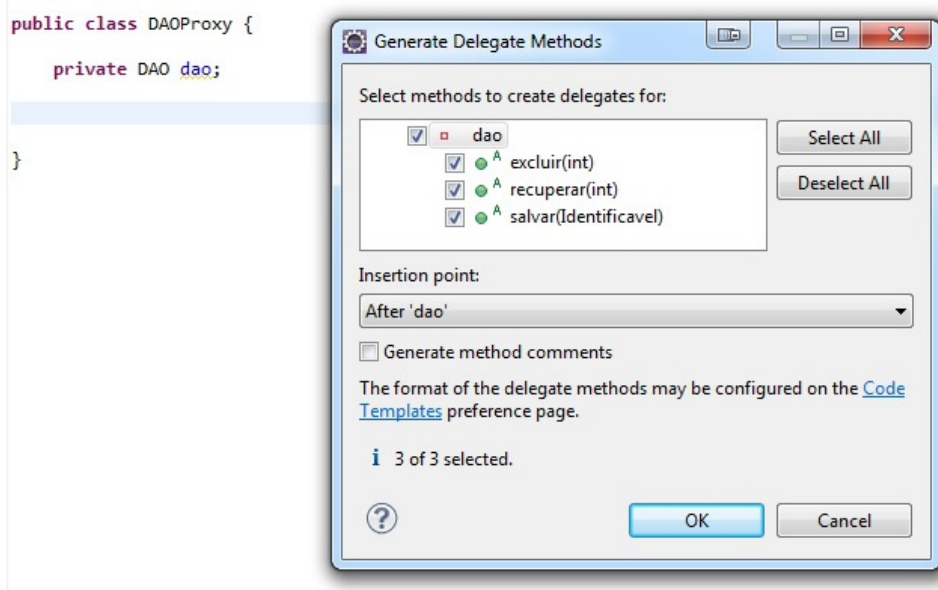 public class DAOProxy {
private DAO dao;
}
Generate Delegate Methods
Select methods to create delegates for:
dao
A excluir(int)
A recuperar(int)
A salvar(Identificavel)
Select All
Deselect All
Insertion point:
After 'dao'
Generate method comments
The format of the delegate methods may be configured on the Code
Templates preference page.
i 3 of 3 selected.
?
OK
Cancel